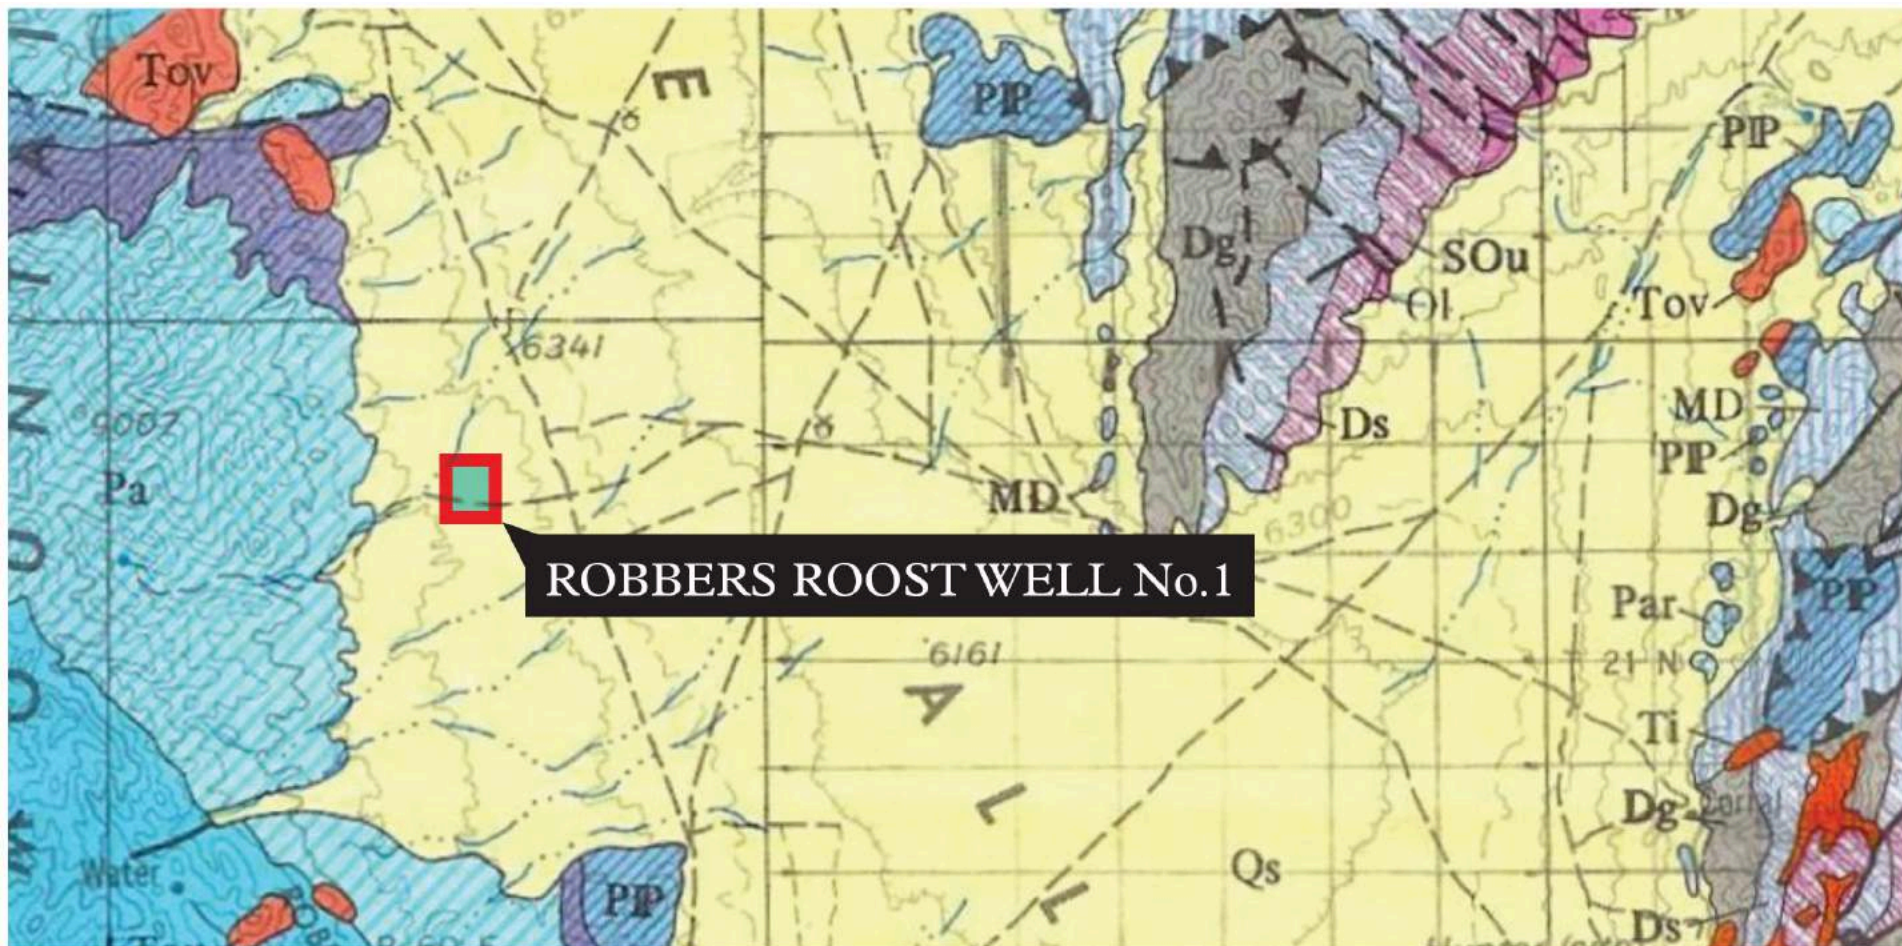 Tov
E
PIP
PIP
Dg
SOu
Ol
Tov
6341
9007
MD
Ds
PIP
Pa
MD
6300
Dg
ROBBERS ROOST WELL No.1
PIP
Par
6161
21 N
A
Ti
L
Dg
Water
Qs
PIP
L
Ds